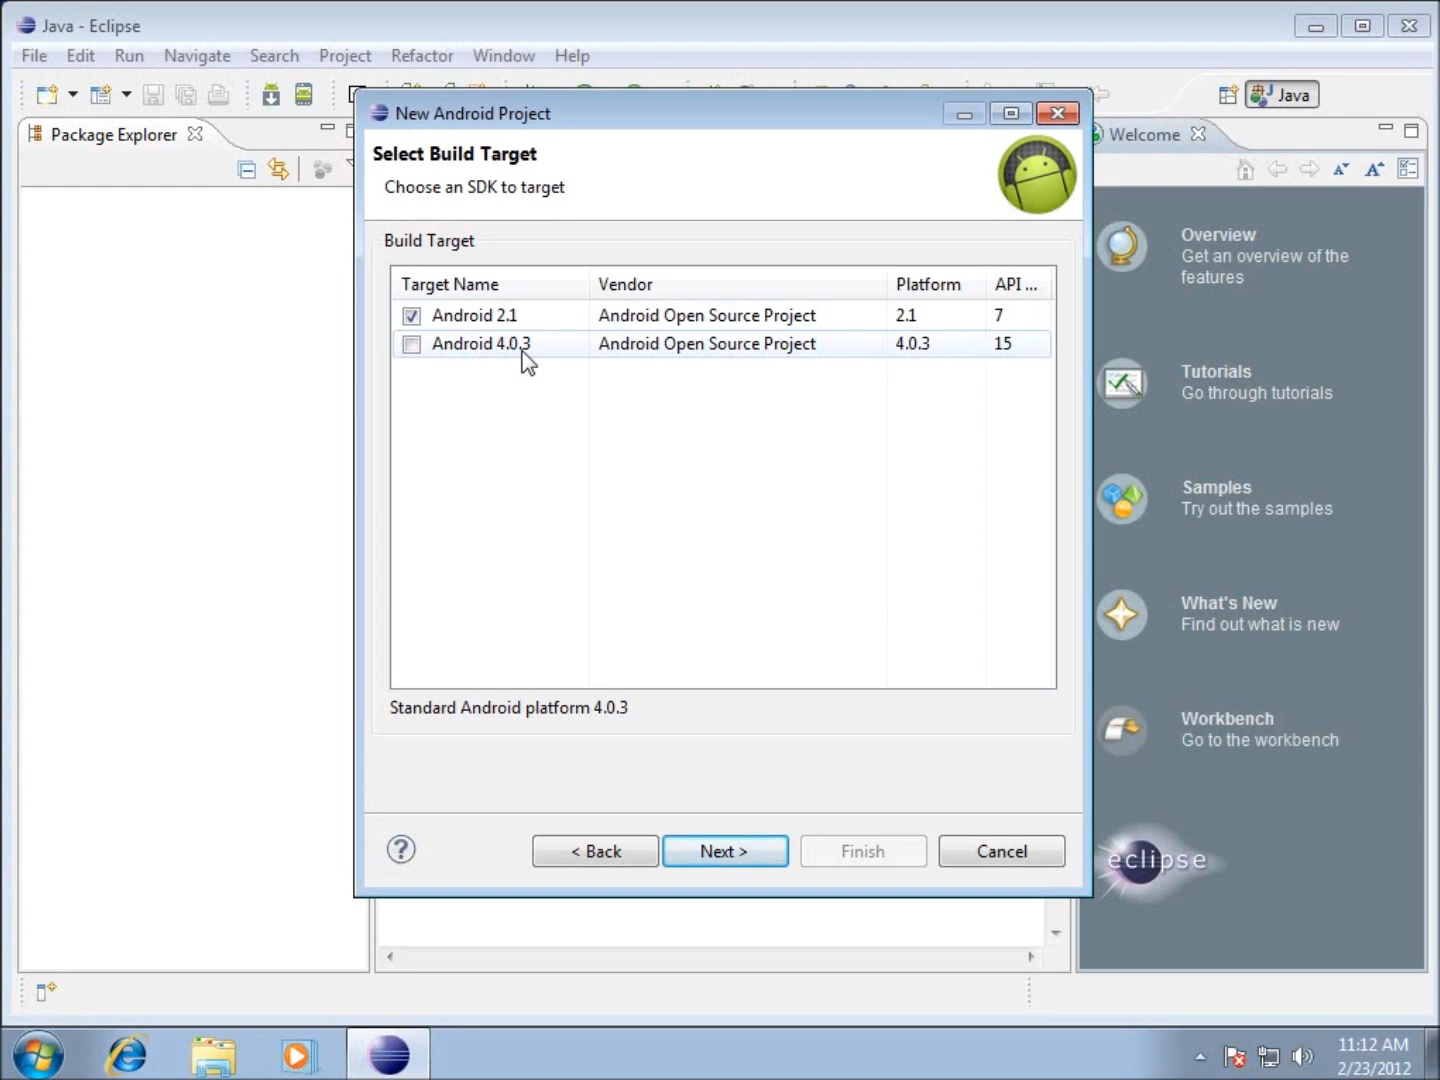 Java - Eclipse
File Edit Run Navigate Search Project Refactor Window Help
Java
Package Explorer
Welcome
New Android Project
Select Build Target
Choose an SDK to target
Build Target
Target Name Vendor Platform API ...
Android 2.1 Android Open Source Project 2.1 7
Android 4.0.3 Android Open Source Project 4.0.3 15
Standard Android platform 4.0.3
< Back Next > Finish Cancel
Overview
Get an overview of the
features
Tutorials
Go through tutorials
Samples
Try out the samples
What's New
Find out what is new
Workbench
Go to the workbench
eclipse
11:12 AM
2/23/2012